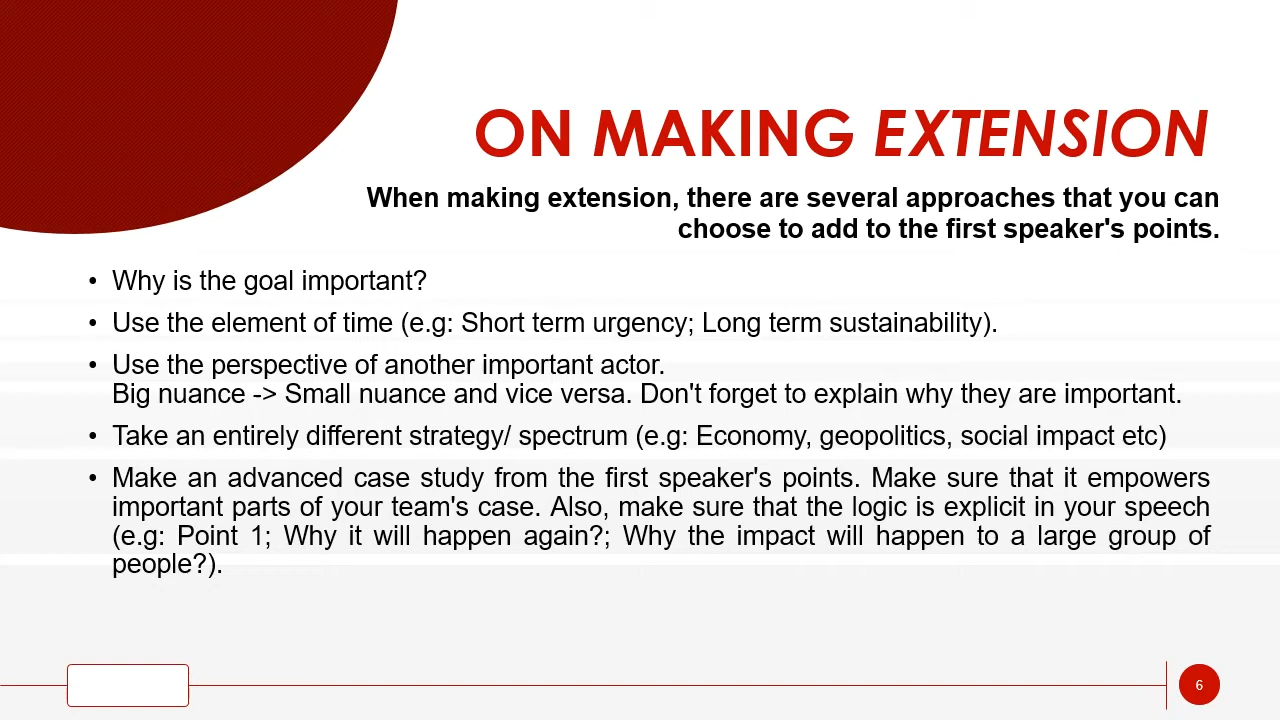 ON MAKING EXTENSION
When making extension, there are several approaches that you can
choose to add to the first speaker's points.
• Why is the goal important?
• Use the element of time (e.g: Short term urgency; Long term sustainability).
• Use the perspective of another important actor.
Big nuance -> Small nuance and vice versa. Don't forget to explain why they are important.
• Take an entirely different strategy/ spectrum (e.g: Economy, geopolitics, social impact etc)
• Make an advanced case study from the first speaker's points. Make sure that it empowers
important parts of your team's case. Also, make sure that the logic is explicit in your speech
(e.g: Point 1; Why it will happen again?; Why the impact will happen to a large group of
people?).
6